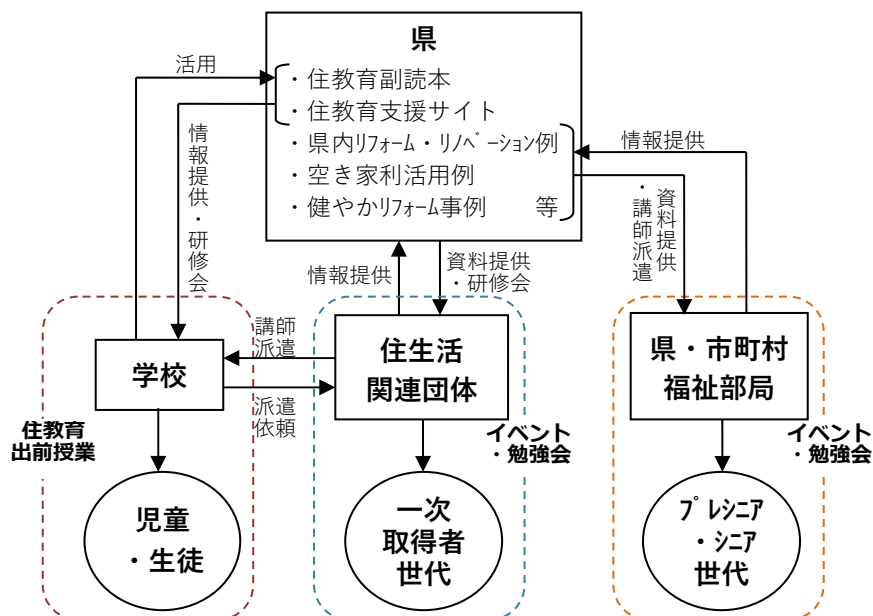 県
活用
・住教育副読本
・住教育支援サイト
・県内ﾘﾌｫｰﾑ・ﾘﾉﾍﾞｰｼｮﾝ例
・空き家利活用例
・健やかﾘﾌｫｰﾑ事例　等
情報提供・研修会
情報提供
資料提供
・講師派遣
情報提供
資料提供
・研修会
講師
派遣
学校
派遣
依頼
住生活
関連団体
県・市町村
福祉部局
住教育
出前授業
イベント
・勉強会
イベント
・勉強会
児童
・生徒
一次
取得者
世代
ﾌﾟﾚｼﾆｱ
・ｼﾆｱ
世代